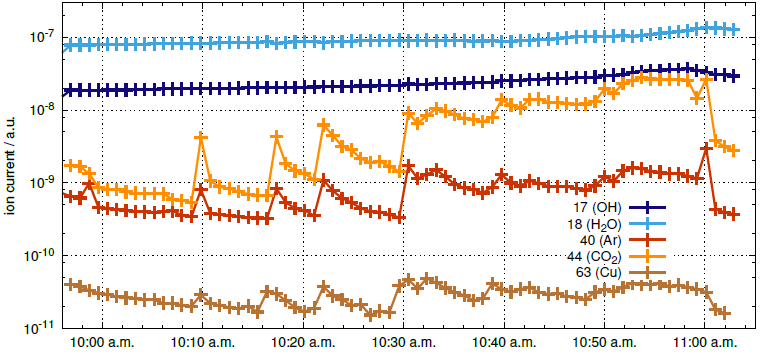 ion current / a.u.
10⁻⁷
10⁻⁸
10⁻⁹
10⁻¹⁰
10⁻¹¹
17 (OH)
18 (H₂O)
40 (Ar)
44 (CO₂)
63 (Cu)
10:00 a.m. 10:10 a.m. 10:20 a.m. 10:30 a.m. 10:40 a.m. 10:50 a.m. 11:00 a.m.